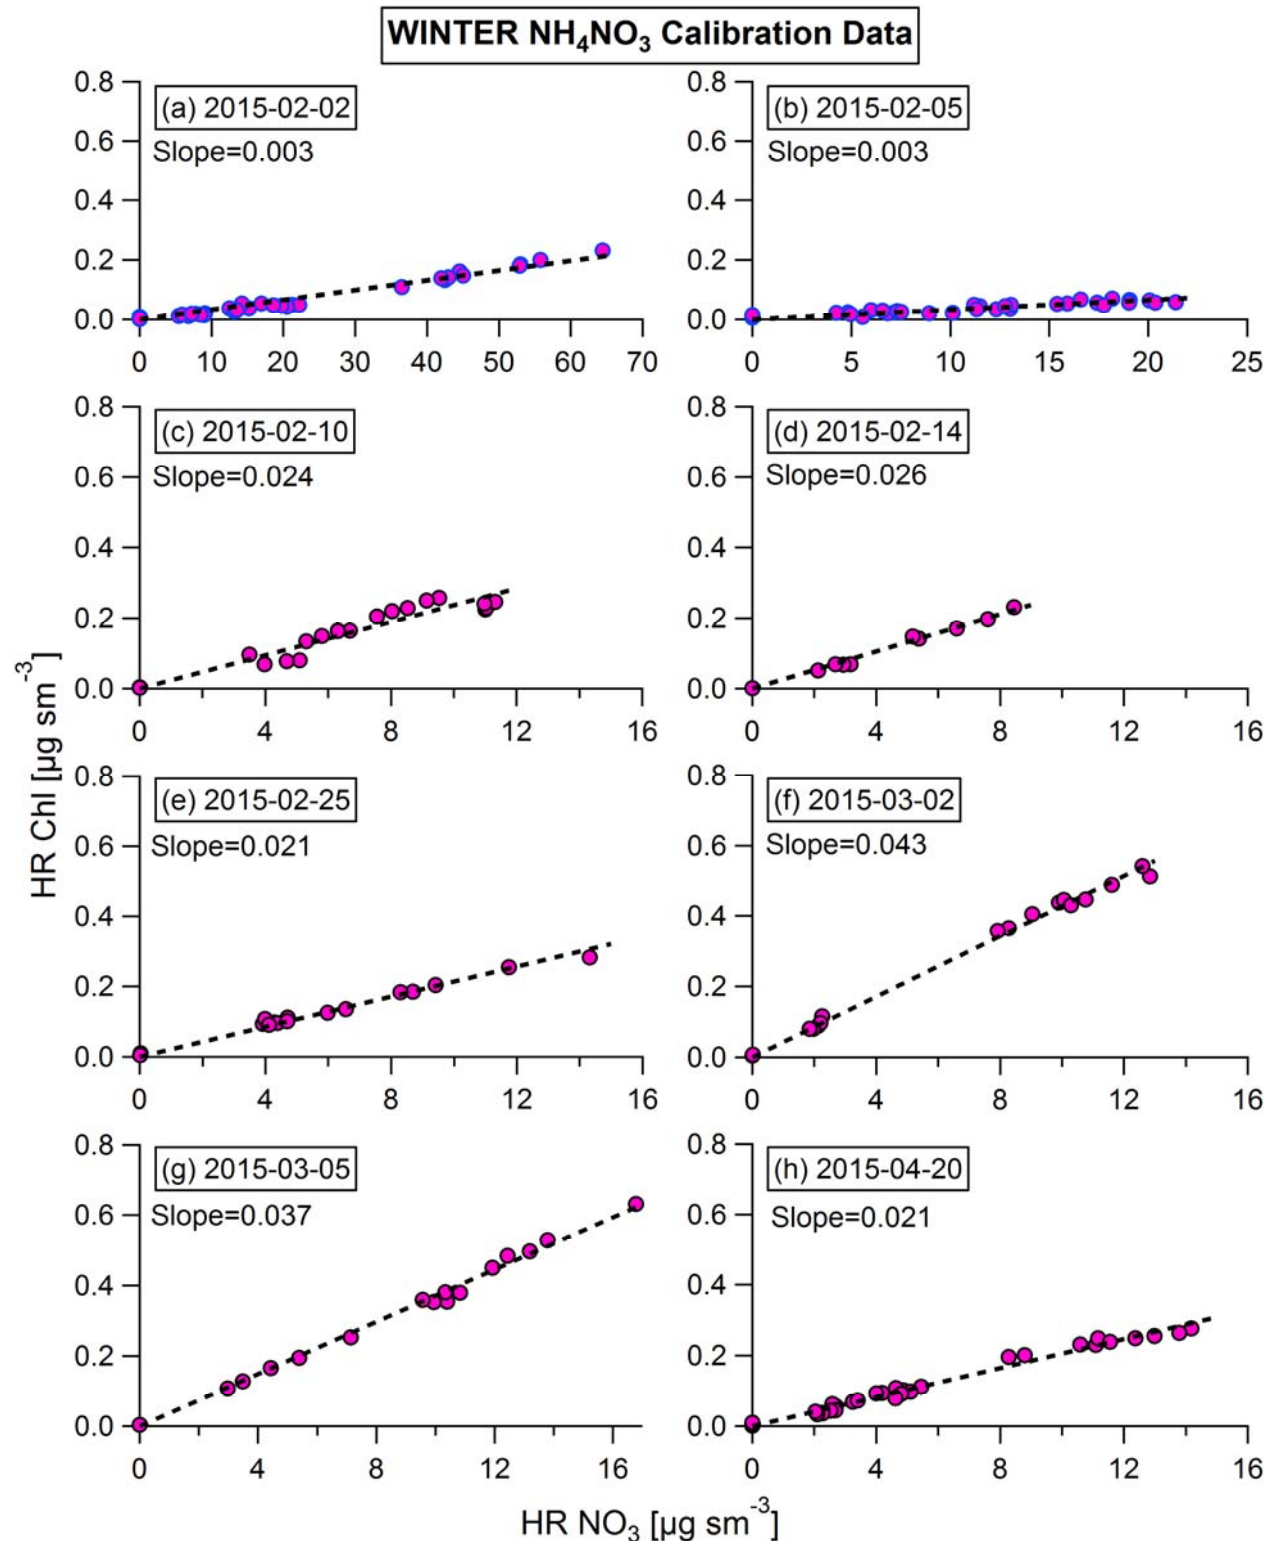 WINTER NH₄NO₃ Calibration Data
(a) 2015-02-02
Slope=0.003
0.8
0.6
0.4
0.2
0.0
0 10 20 30 40 50 60 70
(b) 2015-02-05
Slope=0.003
0.8
0.6
0.4
0.2
0.0
0 5 10 15 20 25
(c) 2015-02-10
Slope=0.024
0.8
0.6
0.4
0.2
0.0
0 4 8 12 16
(d) 2015-02-14
Slope=0.026
0.8
0.6
0.4
0.2
0.0
0 4 8 12 16
(e) 2015-02-25
Slope=0.021
0.8
0.6
0.4
0.2
0.0
0 4 8 12 16
(f) 2015-03-02
Slope=0.043
0.8
0.6
0.4
0.2
0.0
0 4 8 12 16
(g) 2015-03-05
Slope=0.037
0.8
0.6
0.4
0.2
0.0
0 4 8 12 16
(h) 2015-04-20
Slope=0.021
0.8
0.6
0.4
0.2
0.0
0 4 8 12 16
HR Chl [µg sm⁻³]
HR NO₃ [µg sm⁻³]